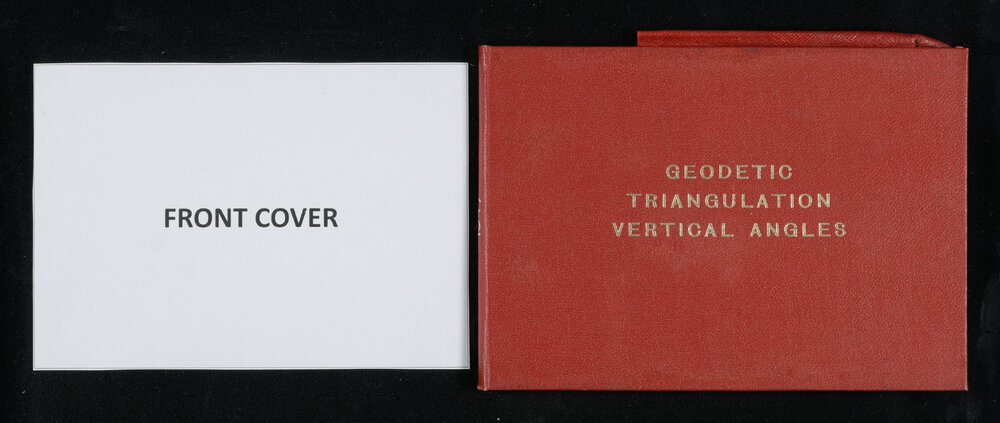 FRONT COVER
GEODETIC
TRIANGULATION
VERTICAL ANGLES